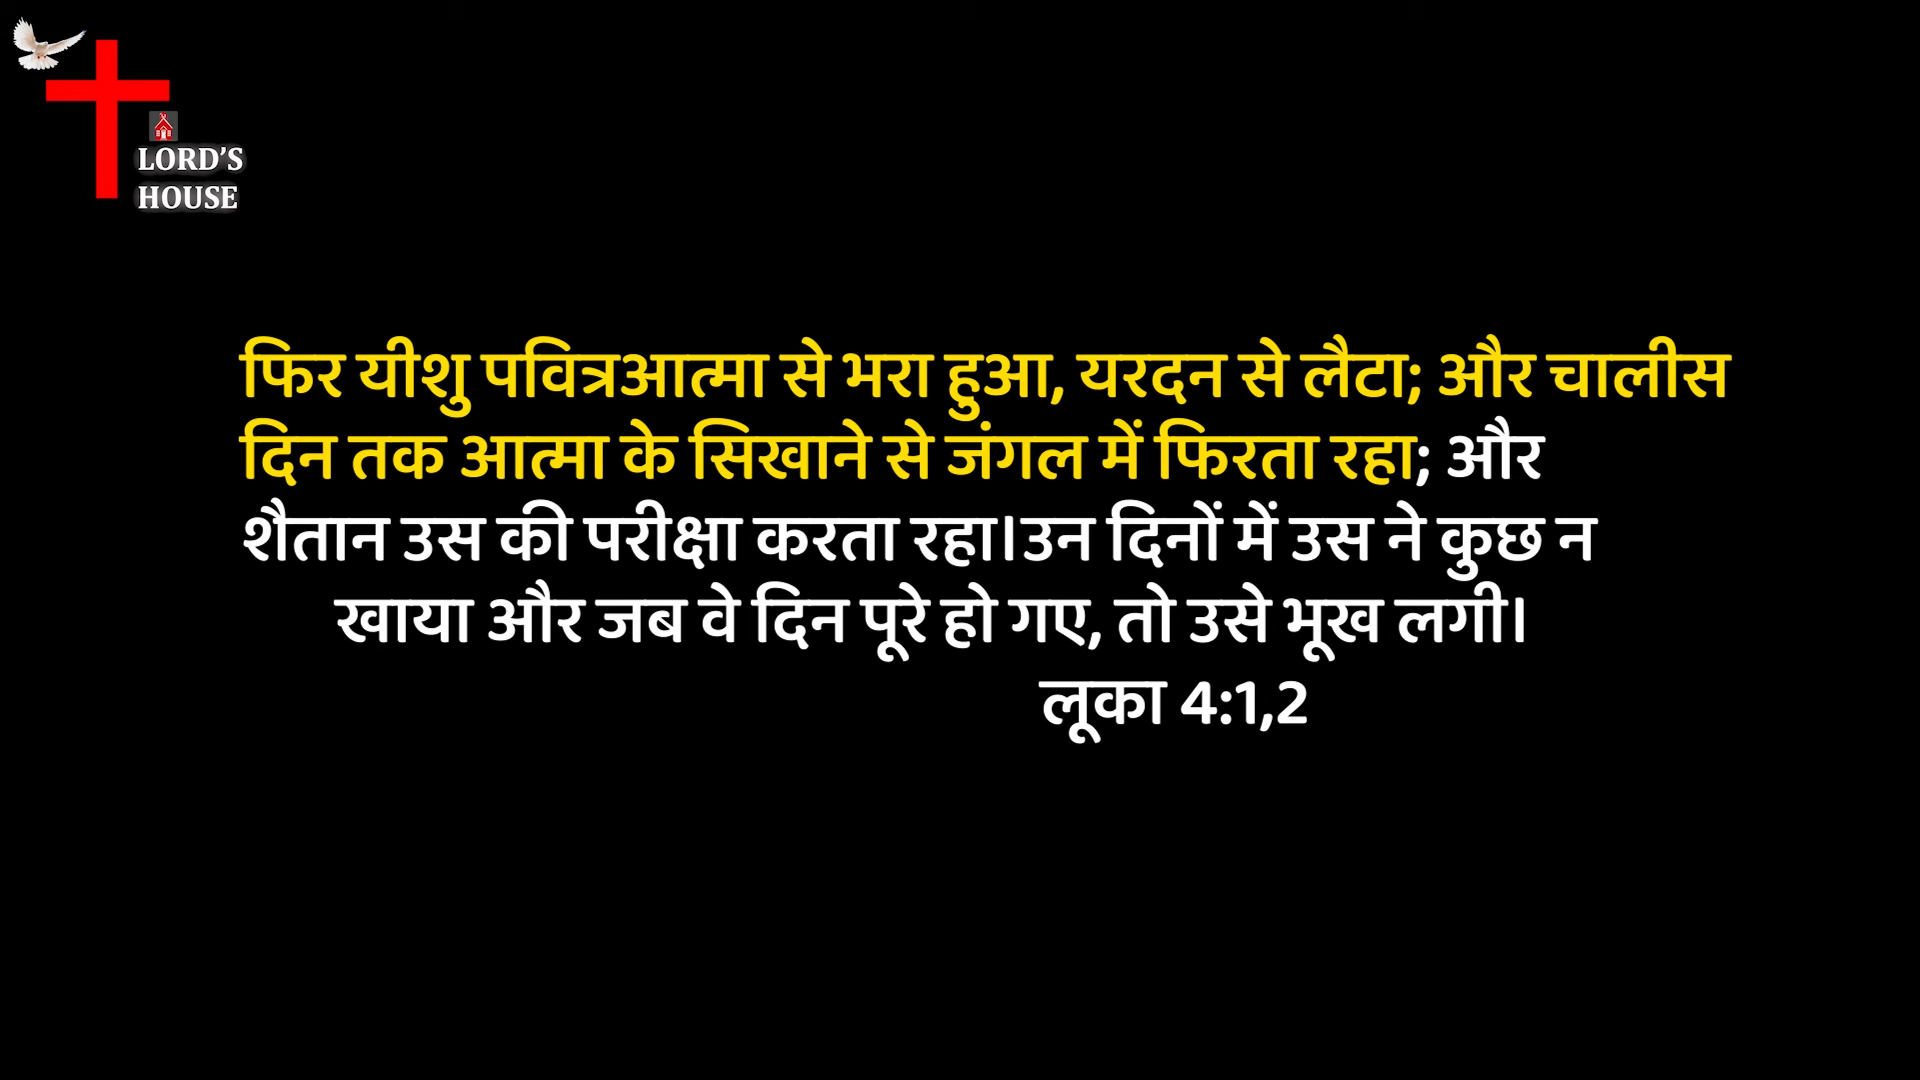 LORD'S
HOUSE
फिर यीशु पवित्रआत्मा से भरा हुआ, यरदन से लैटा; और चालीस
दिन तक आत्मा के सिखाने से जंगल में फिरता रहा; और
शैतान उस की परीक्षा करता रहा।उन दिनों में उस ने कुछ न
खाया और जब वे दिन पूरे हो गए, तो उसे भूख लगी।
लूका 4:1,2